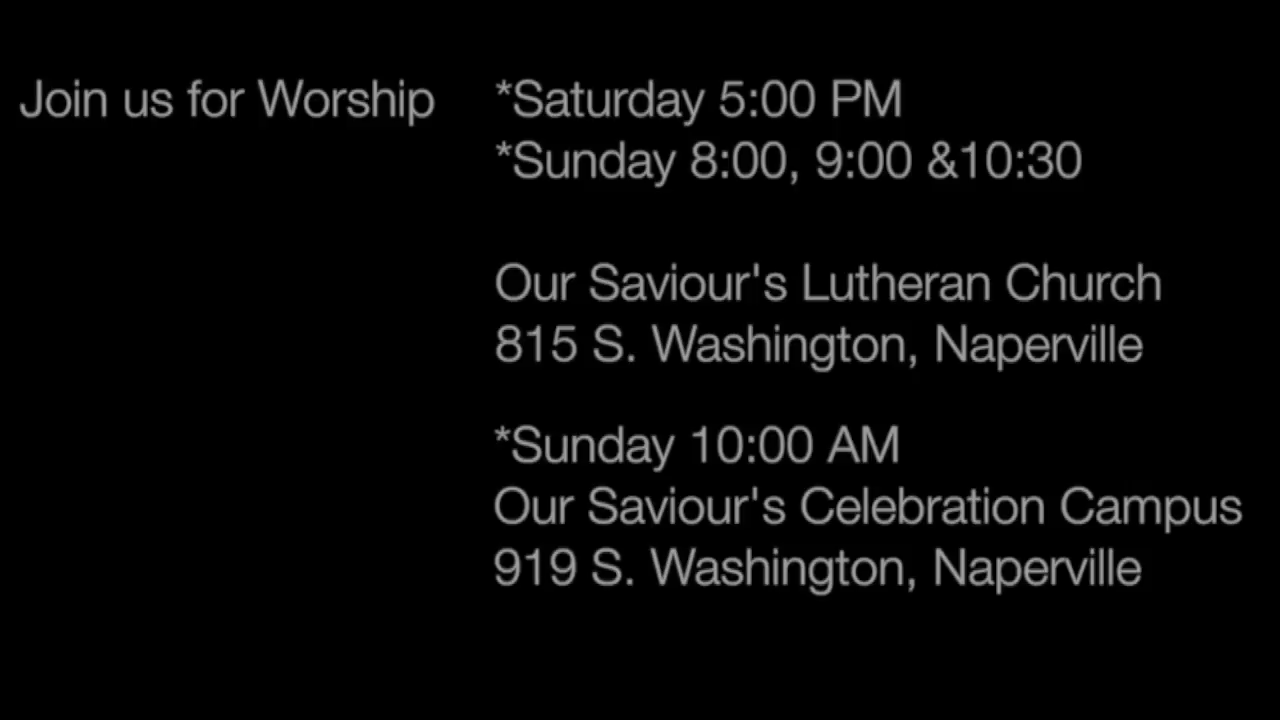 Join us for Worship *Saturday 5:00 PM
*Sunday 8:00, 9:00 &10:30
Our Saviour's Lutheran Church
815 S. Washington, Naperville
*Sunday 10:00 AM
Our Saviour's Celebration Campus
919 S. Washington, Naperville